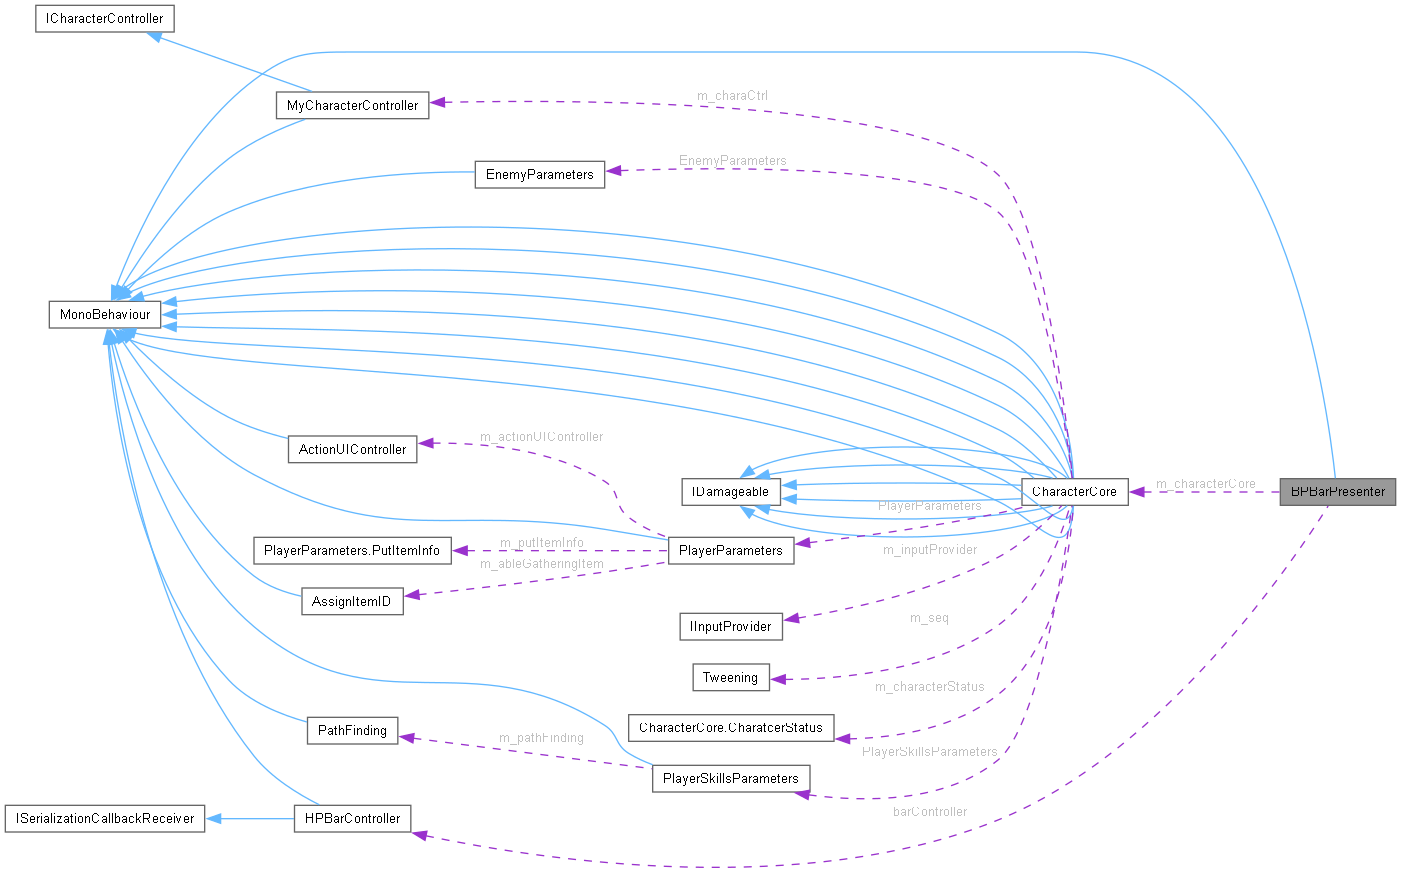 ICharacterController
MyCharacterController
m_charaCtrl
EnemyParameters
EnemyParameters
MonoBehaviour
ActionUIController
m_actionUIController
IDamageable
CharacterCore
m_characterCore
BPBarPresenter
PlayerParameters
PlayerParameters.PutItemInfo
m_putItemInfo
PlayerParameters
m_inputProvider
m_ableGatheringItem
AssignItemID
IInputProvider
m_seq
Tweening
m_characterStatus
CharacterCore.CharatcerStatus
PathFinding
m_pathFinding
PlayerSkillsParameters
PlayerSkillsParameters
ISerializationCallbackReceiver
HPBarController
barController